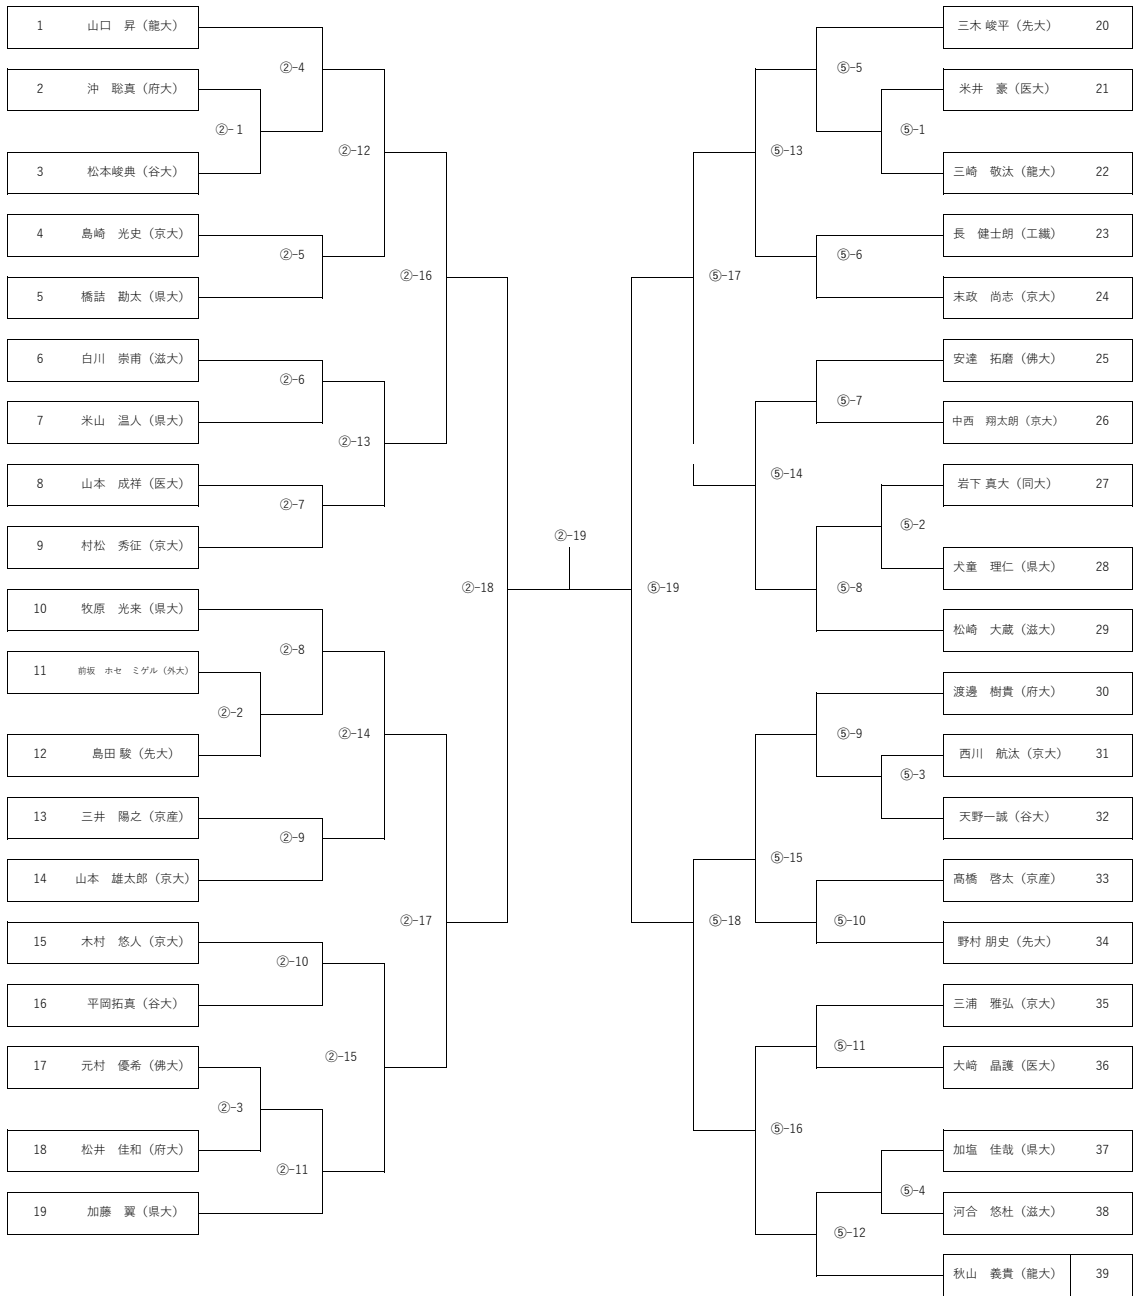 1 山口　昇（龍大）
②-4
2 沖　聡真（府大）
②- 1
②-12
3 松本峻典（谷大）
4 島崎　光史（京大）
②-5
②-16
5 橋詰　勘太（県大）
6 白川　崇甫（滋大）
②-6
7 米山　温人（県大）
②-13
8 山本　成祥（医大）
②-7
9 村松　秀征（京大）
②-18
10 牧原　光来（県大）
②-8
11 前坂　ホセ　ミゲル（外大）
②-2
②-14
12 島田 駿（先大）
13 三井　陽之（京産）
②-9
14 山本　雄太郎（京大）
②-17
15 木村　悠人（京大）
②-10
16 平岡拓真（谷大）
②-15
17 元村　優希（佛大）
②-3
18 松井　佳和（府大）
②-11
19 加藤　翼（県大）
②-19
三木 峻平（先大） 20
⑤-5
米井　豪（医大） 21
⑤-1
⑤-13
三崎　敬汰（龍大） 22
長　健士朗（工繊） 23
⑤-6
⑤-17
末政　尚志（京大） 24
安達　拓磨（佛大） 25
⑤-7
中西　翔太朗（京大） 26
⑤-14
岩下 真大（同大） 27
⑤-2
犬童　理仁（県大） 28
⑤-8
⑤-19
松崎　大蔵（滋大） 29
渡邊　樹貴（府大） 30
⑤-9
西川　航汰（京大） 31
⑤-3
天野一誠（谷大） 32
⑤-15
髙橋　啓太（京産） 33
⑤-10
⑤-18
野村 朋史（先大） 34
三浦　雅弘（京大） 35
⑤-11
大﨑　晶護（医大） 36
⑤-16
加塩　佳哉（県大） 37
⑤-4
河合　悠杜（滋大） 38
⑤-12
秋山　義貴（龍大） 39